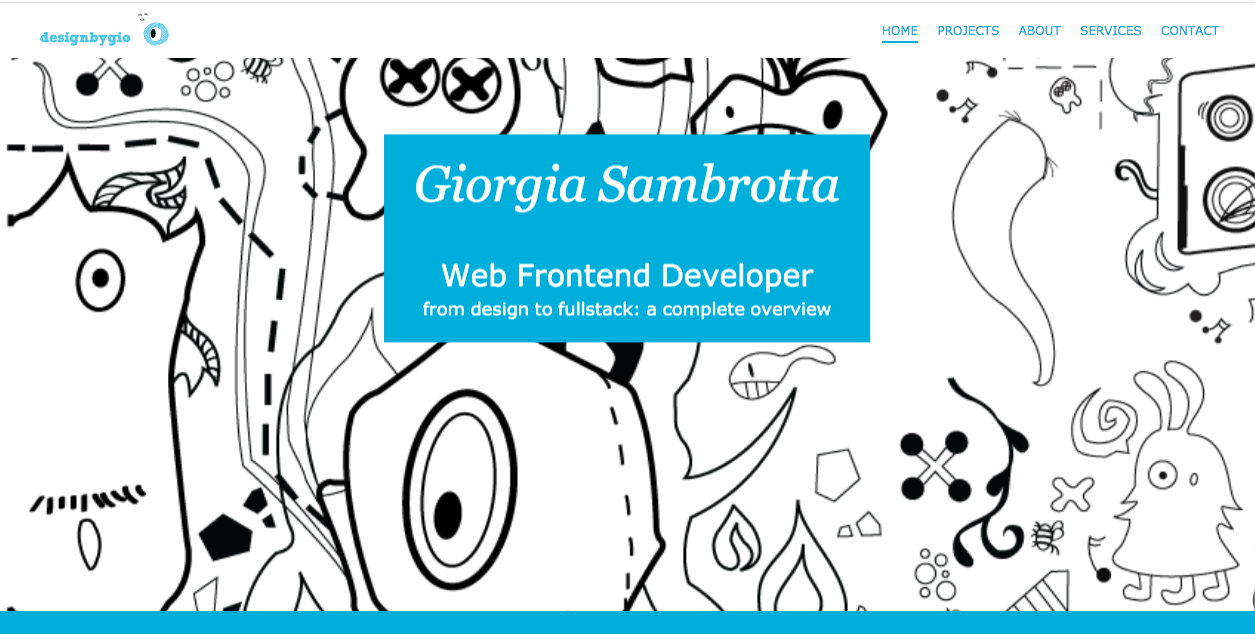 designbygio
HOME PROJECTS ABOUT SERVICES CONTACT
Giorgia Sambrotta
Web Frontend Developer
from design to fullstack: a complete overview